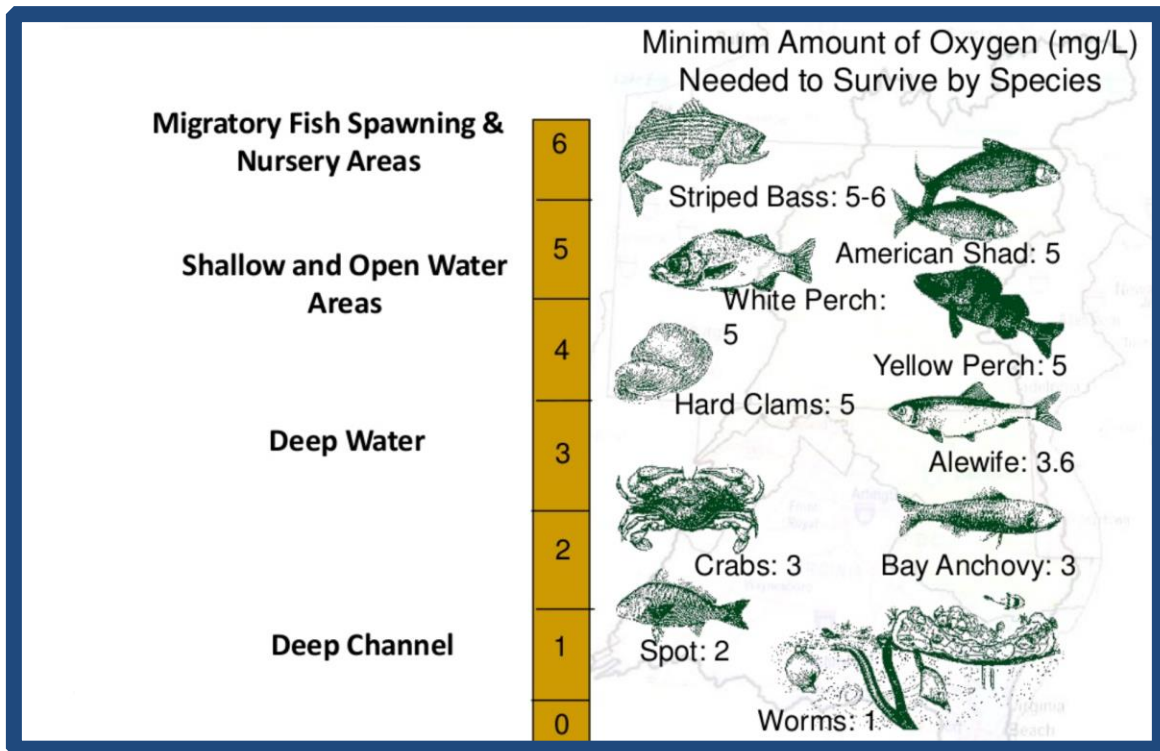 Minimum Amount of Oxygen (mg/L)
Needed to Survive by Species
Migratory Fish Spawning &
Nursery Areas
6
Striped Bass: 5-6
American Shad: 5
Shallow and Open Water
Areas
5
White Perch:
5
4
Yellow Perch: 5
Hard Clams: 5
Deep Water
3
Alewife: 3.6
2
Crabs: 3
Bay Anchovy: 3
Deep Channel
1
Spot: 2
Worms: 1
0
Virginia
Beach